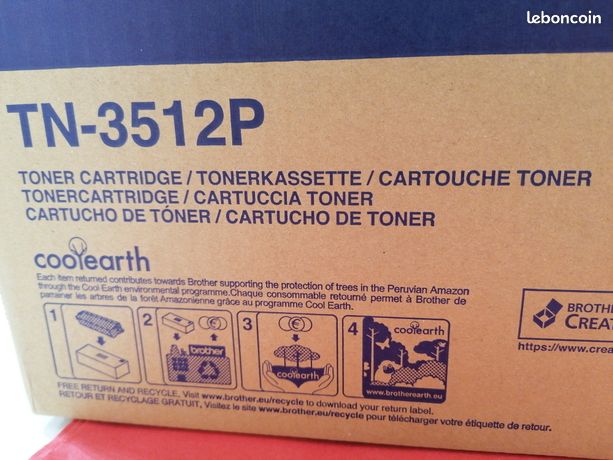 leboncoin
TN-3512P
TONER CARTRIDGE / TONERKASSETTE / CARTOUCHE TONER
TONERCARTRIDGE / CARTUCCIA TONER
CARTUCHO DE TÓNER / CARTUCHO DE TONER
coolearth
Each item returned contributes towards Brother supporting the protection of trees in the Peruvian Amazon
through the Cool Earth environmental programme.Chaque consommable retourné permet à Brother de
parrainer les arbres de la forêt Amazonienne grâce au programme Cool Earth.
1 2 3 4
brother
coolearth
coolearth
www.brotherearth.eu
BROTHER
CREAT
https://www.crea
FREE RETURN AND RECYCLE, Visit www.brother.eu/recycle to download your return label.
RETOUR ET RECYCLAGE GRATUIT, Visitez le site www.brother.eu/recycle pour télécharger votre étiquette de retour.